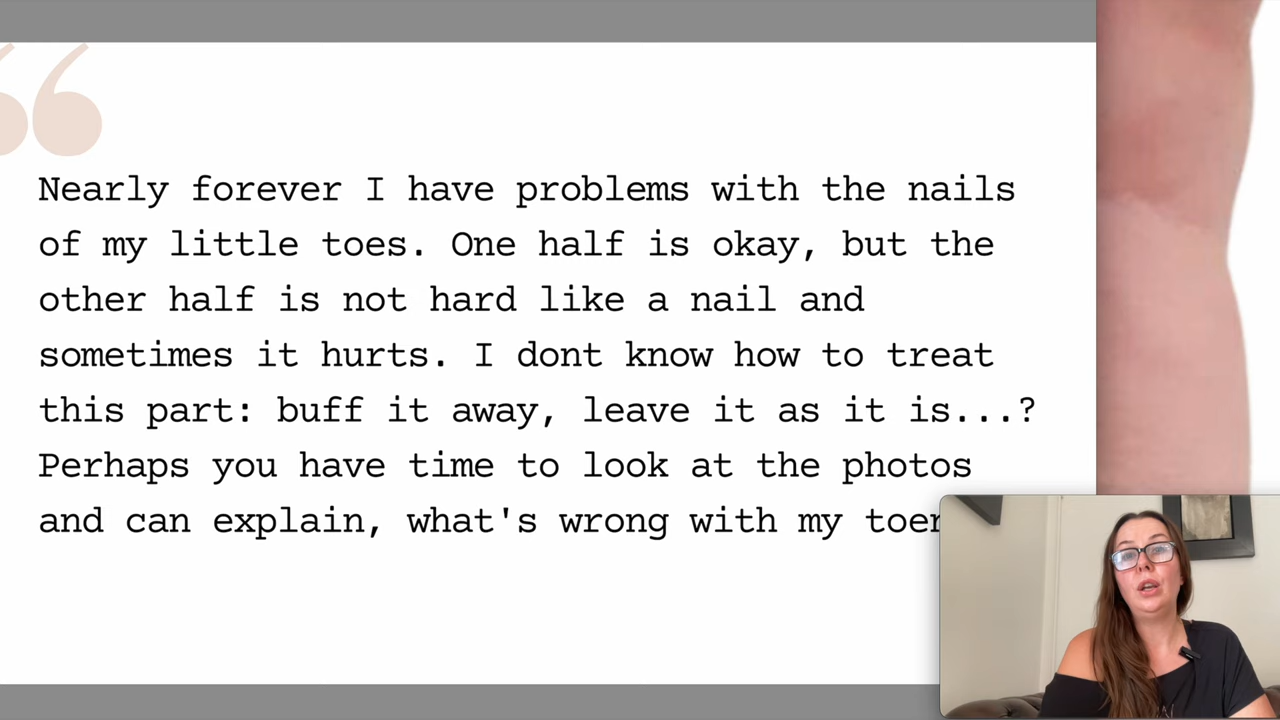 Nearly forever I have problems with the nails
of my little toes. One half is okay, but the
other half is not hard like a nail and
sometimes it hurts. I dont know how to treat
this part: buff it away, leave it as it is...?
Perhaps you have time to look at the photos
and can explain, what's wrong with my